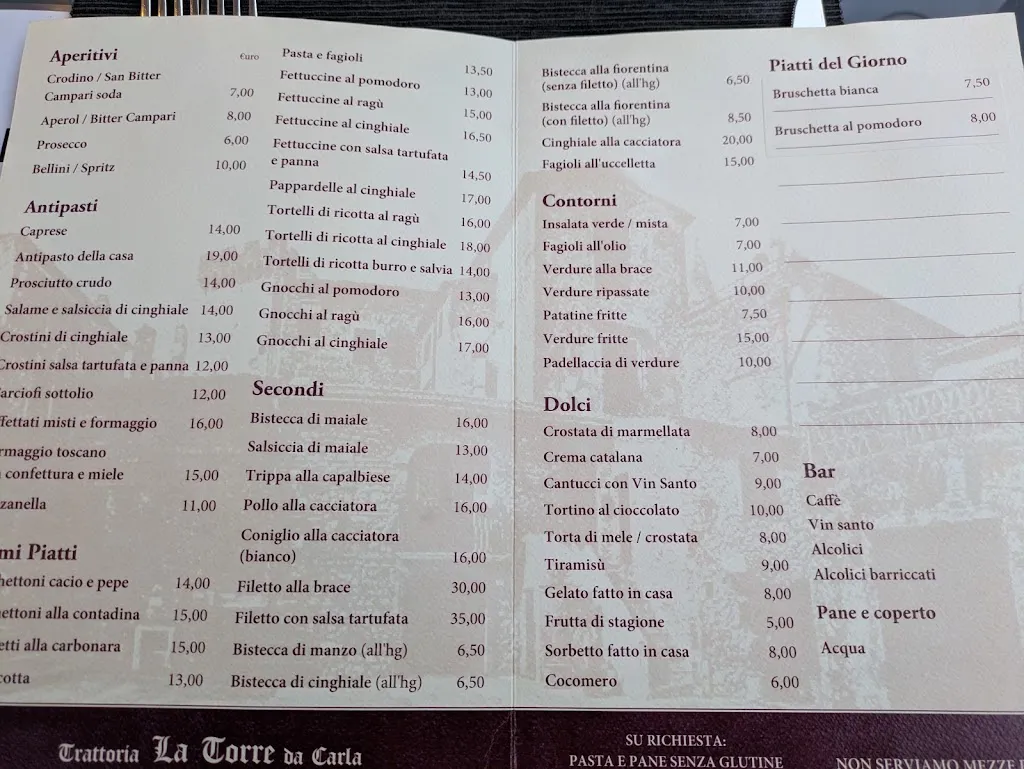 Aperitivi
€uro
Crodino / San Bitter
Campari soda 7,00
Aperol / Bitter Campari 8,00
Prosecco 6,00
Bellini / Spritz 10,00
Antipasti
Caprese 14,00
Antipasto della casa 19,00
Prosciutto crudo 14,00
Salame e salsiccia di cinghiale 14,00
Crostini di cinghiale 13,00
Crostini salsa tartufata e panna 12,00
arciofi sottolio 12,00
ffettati misti e formaggio 16,00
rmaggio toscano
confettura e miele 15,00
zanella 11,00
mi Piatti
hettoni cacio e pepe 14,00
ettoni alla contadina 15,00
etti alla carbonara 15,00
cotta 13,00
Pasta e fagioli 13,50
Fettuccine al pomodoro 13,00
Fettuccine al ragù 15,00
Fettuccine al cinghiale 16,50
Fettuccine con salsa tartufata
e panna 14,50
Pappardelle al cinghiale 17,00
Tortelli di ricotta al ragù 16,00
Tortelli di ricotta al cinghiale 18,00
Tortelli di ricotta burro e salvia 14,00
Gnocchi al pomodoro 13,00
Gnocchi al ragù 16,00
Gnocchi al cinghiale 17,00
Secondi
Bistecca di maiale 16,00
Salsiccia di maiale 13,00
Trippa alla capalbiese 14,00
Pollo alla cacciatora 16,00
Coniglio alla cacciatora
(bianco) 16,00
Filetto alla brace 30,00
Filetto con salsa tartufata 35,00
Bistecca di manzo (all'hg) 6,50
Bistecca di cinghiale (all'hg) 6,50
Bistecca alla fiorentina
(senza filetto) (all'hg) 6,50
Bistecca alla fiorentina
(con filetto) (all'hg) 8,50
Cinghiale alla cacciatora 20,00
Fagioli all'uccelletta 15,00
Contorni
Insalata verde / mista 7,00
Fagioli all'olio 7,00
Verdure alla brace 11,00
Verdure ripassate 10,00
Patatine fritte 7,50
Verdure fritte 15,00
Padellaccia di verdure 10,00
Dolci
Crostata di marmellata 8,00
Crema catalana 7,00
Cantucci con Vin Santo 9,00
Tortino al cioccolato 10,00
Torta di mele / crostata 8,00
Tiramisù 9,00
Gelato fatto in casa 8,00
Frutta di stagione 5,00
Sorbetto fatto in casa 8,00
Cocomero 6,00
Piatti del Giorno
Bruschetta bianca 7,50
Bruschetta al pomodoro 8,00
Bar
Caffè
Vin santo
Alcolici
Alcolici barriccati
Pane e coperto
Acqua
Trattoria La Torre da Carla
SU RICHIESTA:
PASTA E PANE SENZA GLUTINE
NON SERVIAMO MEZZE